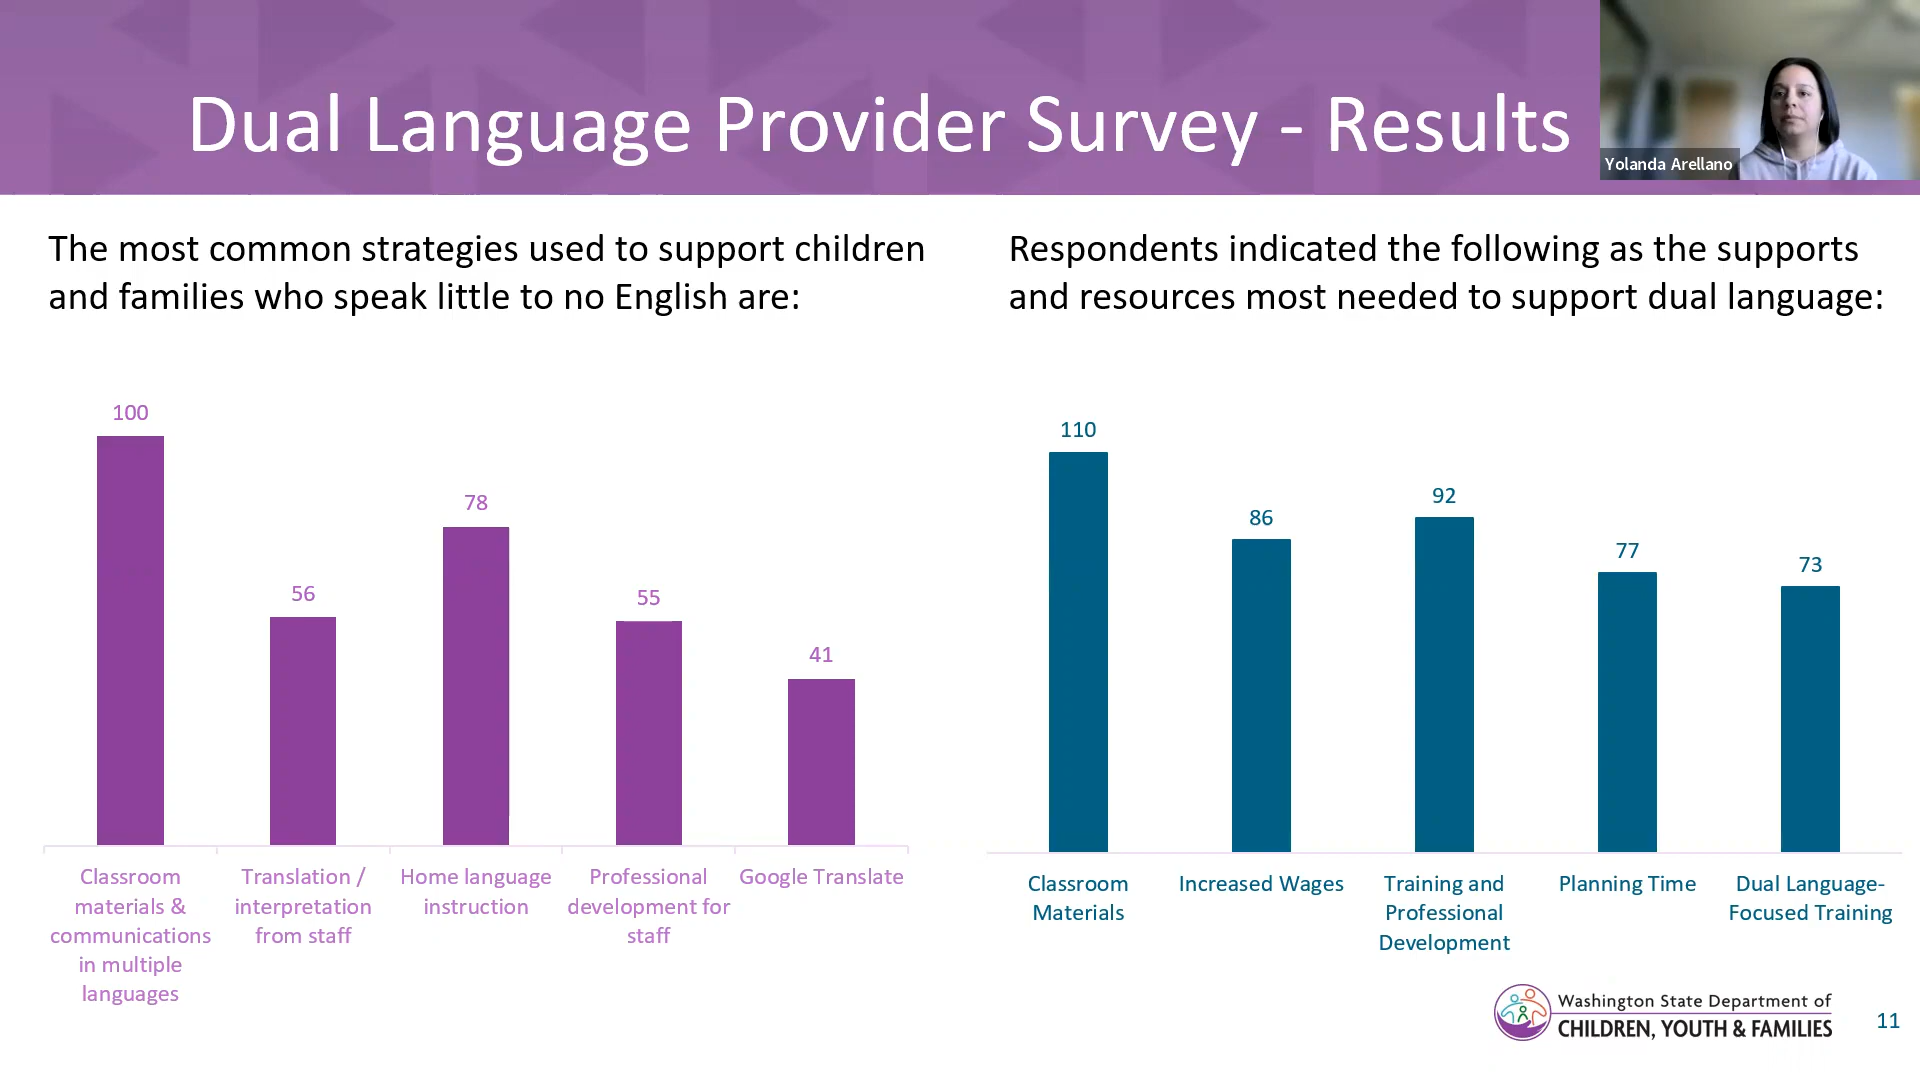 Dual Language Provider Survey - Results
Yolanda Arellano
The most common strategies used to support children
and families who speak little to no English are:
100
56
78
55
41
Classroom
materials &
communications
in multiple
languages
Translation /
interpretation
from staff
Home language
instruction
Professional
development for
staff
Google Translate
Respondents indicated the following as the supports
and resources most needed to support dual language:
110
86
92
77
73
Classroom
Materials
Increased Wages
Training and
Professional
Development
Planning Time
Dual Language-
Focused Training
Washington State Department of
CHILDREN, YOUTH & FAMILIES
11